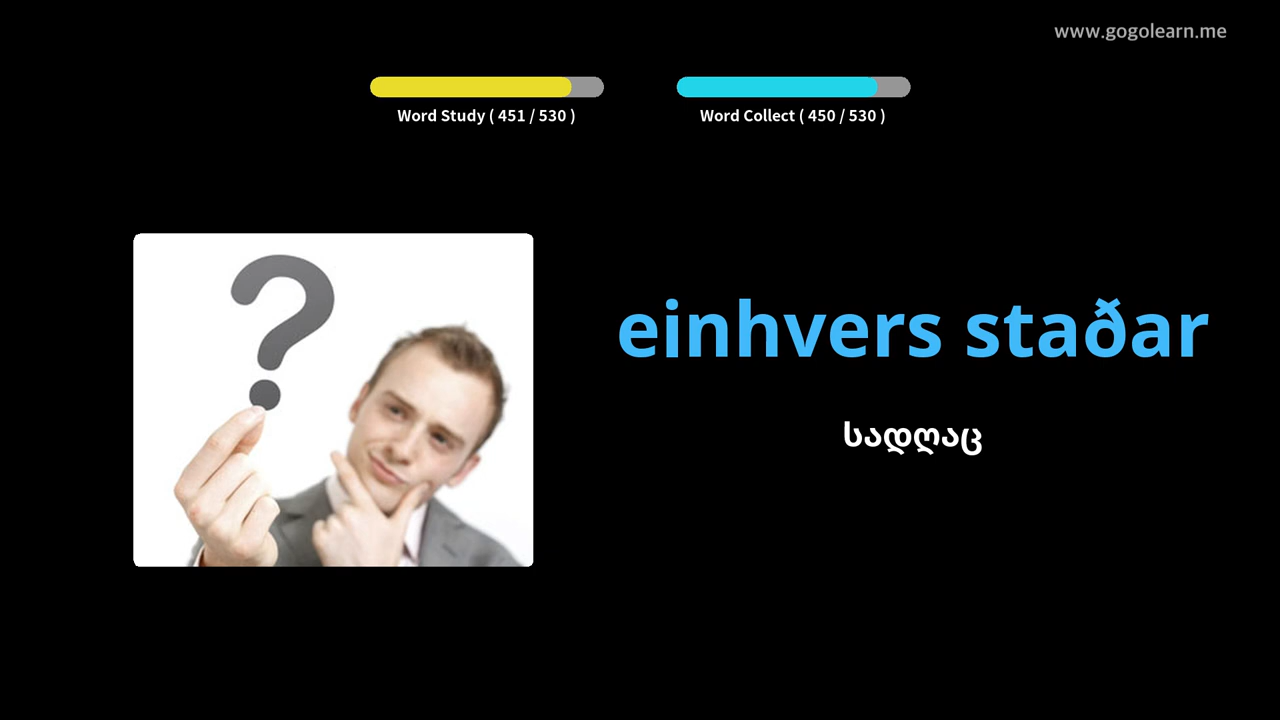 www.gogolearn.me
Word Study ( 451 / 530 )
Word Collect ( 450 / 530 )
einhvers staðar
სადღაც